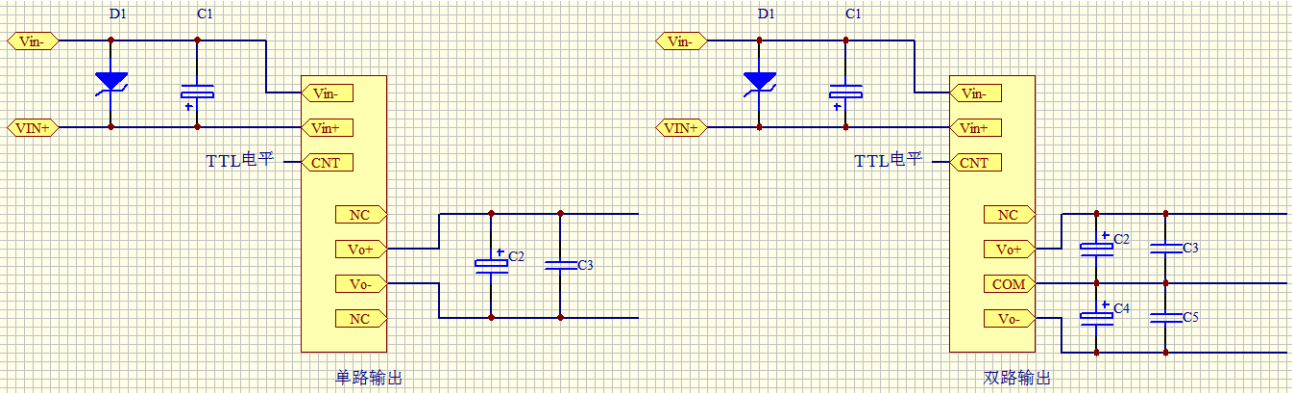 D1
C1
Vin-
Vin-
VIN+
Vin+
TTL电平
CNT
NC
Vo+
C2
C3
Vo-
NC
单路输出
D1
C1
Vin-
Vin-
VIN+
Vin+
TTL电平
CNT
NC
Vo+
C2
C3
COM
C4
C5
Vo-
双路输出